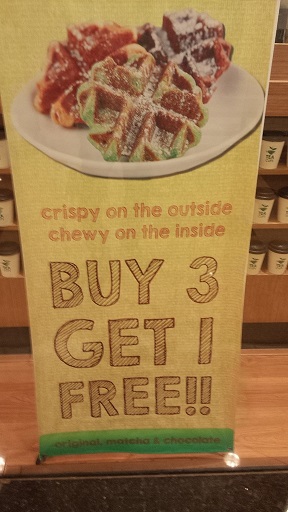 crispy on the outside
chewy on the inside
BUY 3
GET 1
FREE!!
original, matcha & chocolate